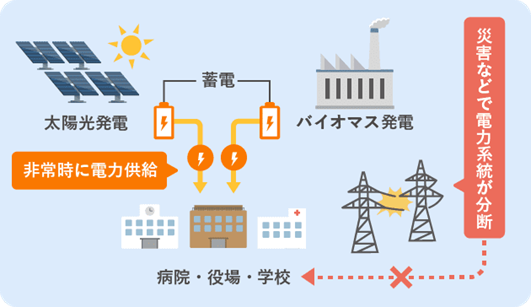 蓄電
太陽光発電
バイオマス発電
災害などで電力系統が分断
非常時に電力供給
病院・役場・学校